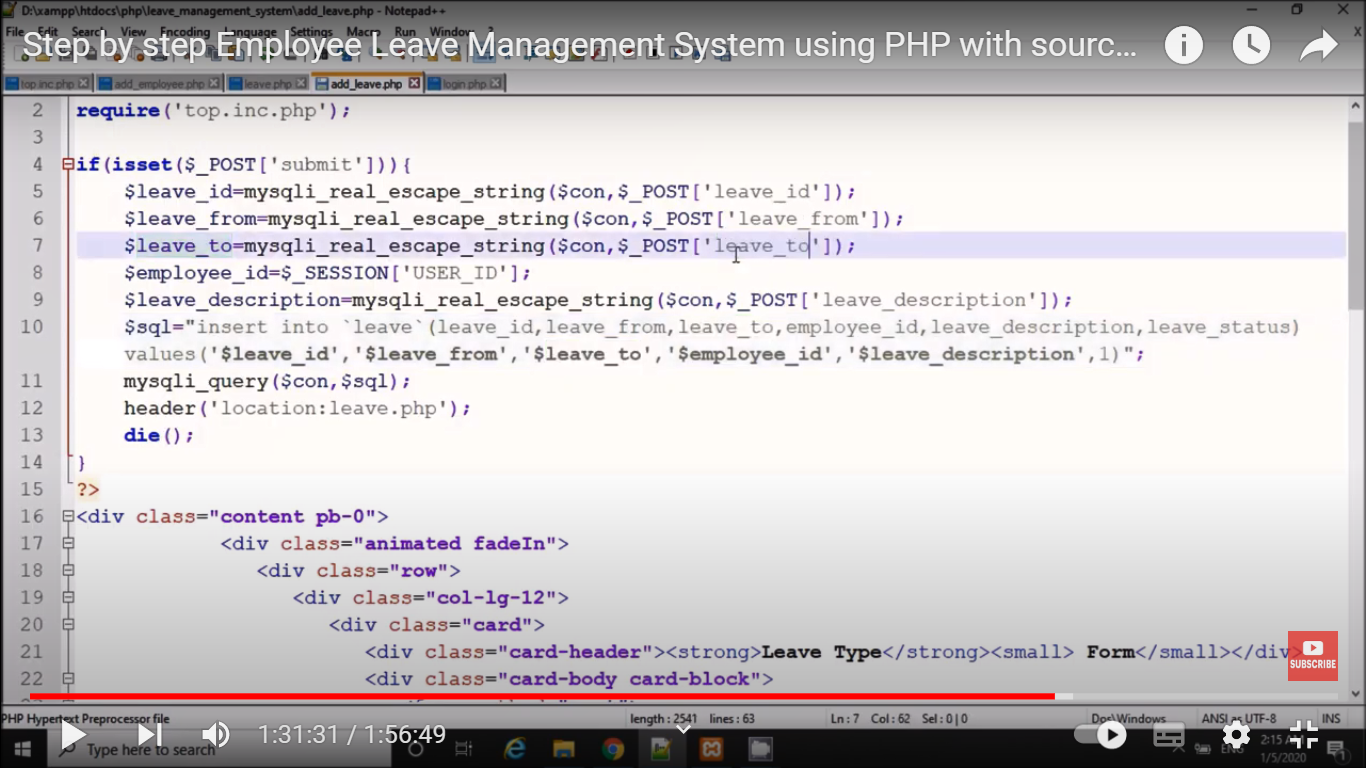 D:\xampp\htdocs\php\leave_management_system\add_leave.php - Notepad++
File Edit Search View Encoding Language Settings Macro Run Window
Step by step Employee Leave Management System using PHP with sourc...
top.inc.php add_employee.php leave.php add_leave.php login.php
2 require('top.inc.php');
3
4 if(isset($_POST['submit'])){
5 $leave_id=mysqli_real_escape_string($con,$_POST['leave_id']);
6 $leave_from=mysqli_real_escape_string($con,$_POST['leave_from']);
7 $leave_to=mysqli_real_escape_string($con,$_POST['leave_to']);
8 $employee_id=$_SESSION['USER_ID'];
9 $leave_description=mysqli_real_escape_string($con,$_POST['leave_description']);
10 $sql="insert into `leave`(leave_id,leave_from,leave_to,employee_id,leave_description,leave_status)
values('$leave_id','$leave_from','$leave_to','$employee_id','$leave_description',1)";
11 mysqli_query($con,$sql);
12 header('location:leave.php');
13 die();
14 }
15 ?>
16 <div class="content pb-0">
17 <div class="animated fadeIn">
18 <div class="row">
19 <div class="col-lg-12">
20 <div class="card">
21 <div class="card-header"><strong>Leave Type</strong><small> Form</small></div>
22 <div class="card-body card-block">
SUBSCRIBE
PHP Hypertext Preprocessor file length : 2541 lines : 63 Ln : 7 Col : 62 Sel : 0 | 0 Dos\Windows ANSI as UTF-8 INS
1:31:31 / 1:56:49
Type here to search
ENG
2:15
1/5/2020